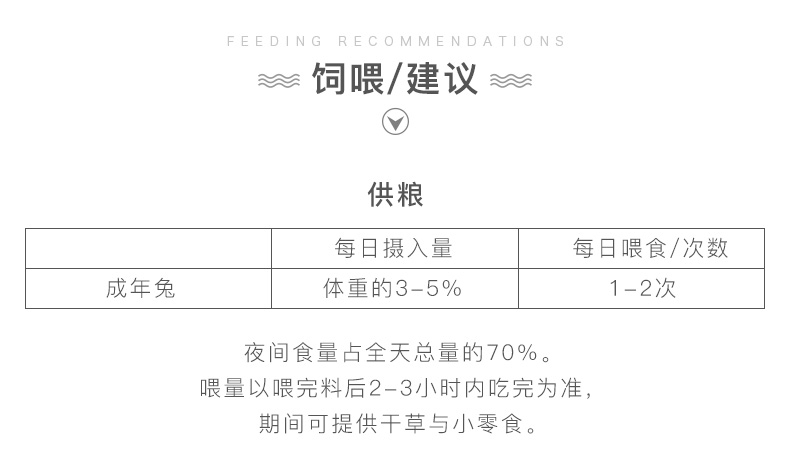 FEEDING RECOMMENDATIONS
饲喂/建议
供粮
每日摄入量 每日喂食/次数
成年兔 体重的3-5% 1-2次
夜间食量占全天总量的70%。
喂量以喂完料后2-3小时内吃完为准，
期间可提供干草与小零食。